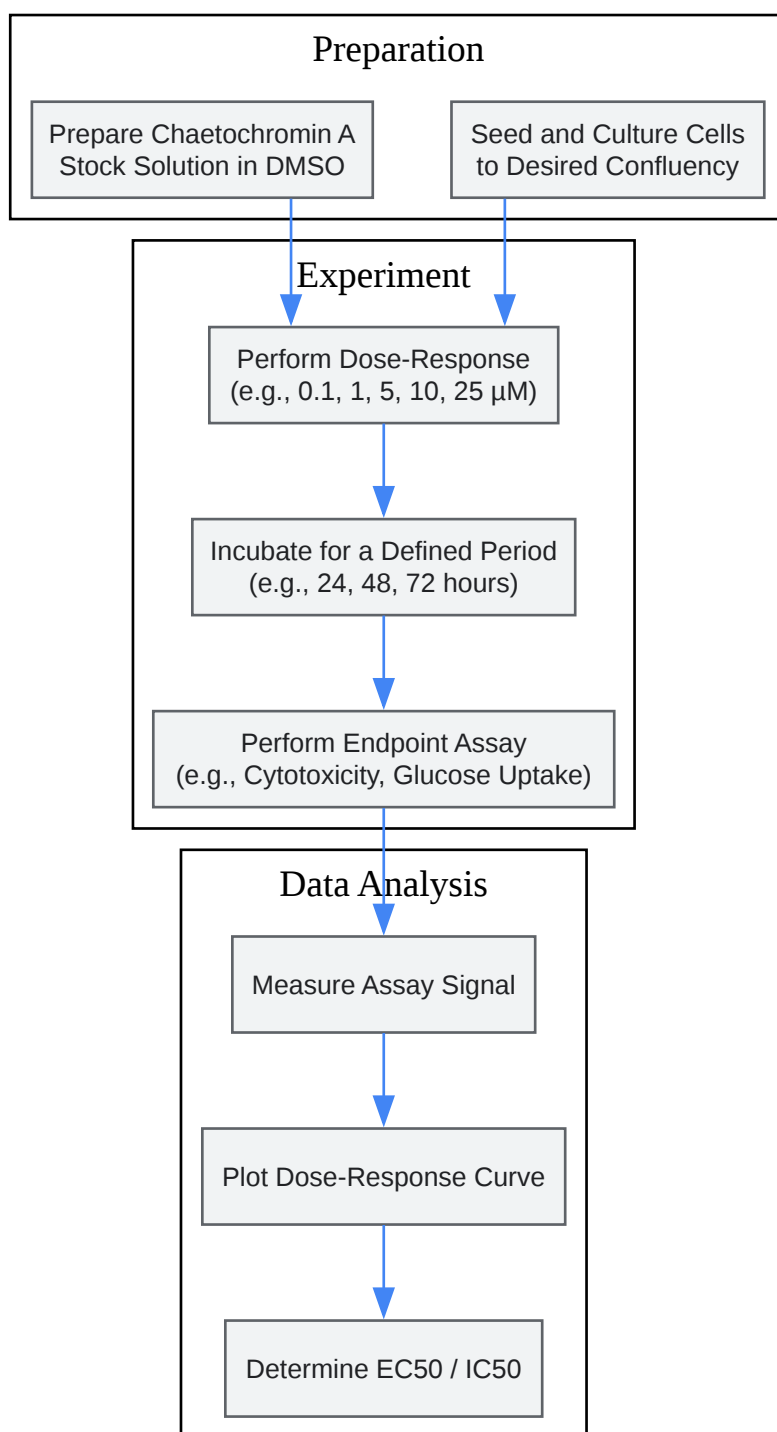 Preparation
Prepare Chaetochromin A
Stock Solution in DMSO
Seed and Culture Cells
to Desired Confluency
Experiment
Perform Dose-Response
(e.g., 0.1, 1, 5, 10, 25 µM)
Incubate for a Defined Period
(e.g., 24, 48, 72 hours)
Perform Endpoint Assay
(e.g., Cytotoxicity, Glucose Uptake)
Data Analysis
Measure Assay Signal
Plot Dose-Response Curve
Determine EC50 / IC50